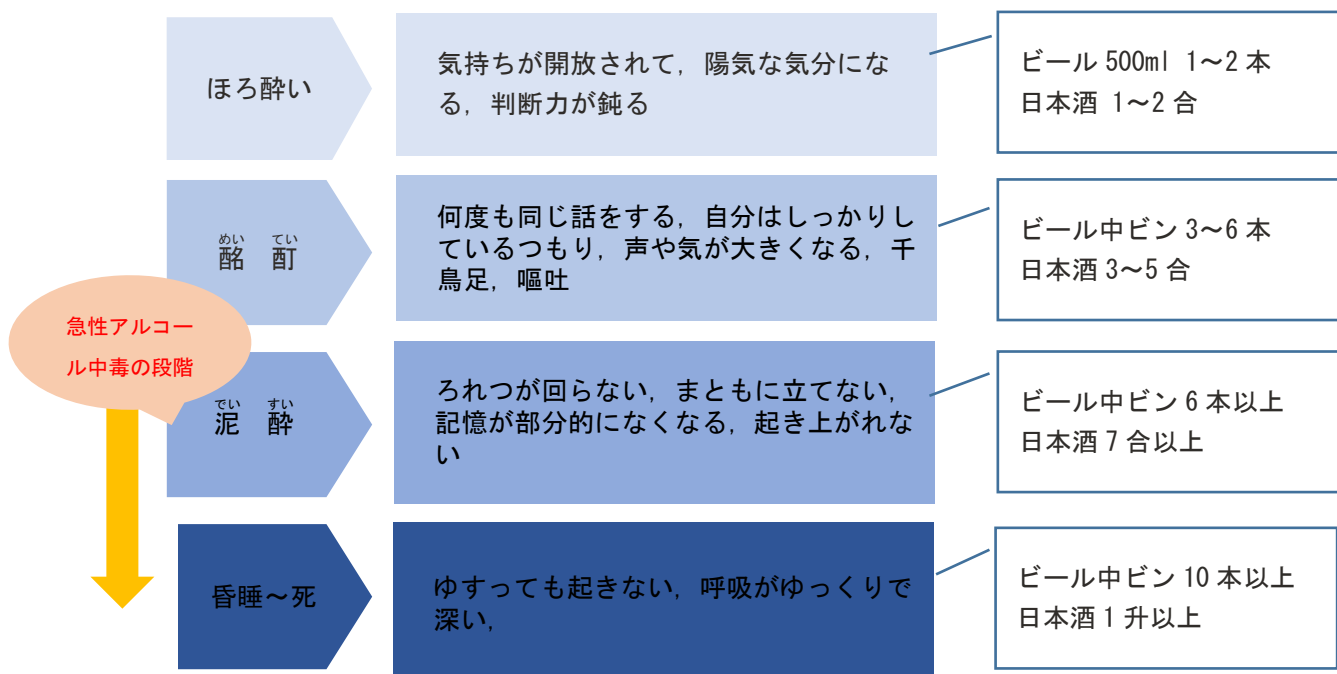 ほろ酔い
気持ちが開放されて，陽気な気分にな
る，判断力が鈍る
ビール 500ml 1～2 本
日本酒 1～2 合
めい てい
酩 酊
何度も同じ話をする，自分はしっかりし
ているつもり，声や気が大きくなる，千
鳥足，嘔吐
ビール中ビン 3～6 本
日本酒 3～5 合
急性アルコー
ル中毒の段階
でい すい
泥 酔
ろれつが回らない，まともに立てない，
記憶が部分的になくなる，起き上がれな
い
ビール中ビン 6 本以上
日本酒 7 合以上
昏睡～死
ゆすっても起きない，呼吸がゆっくりで
深い，
ビール中ビン 10 本以上
日本酒 1 升以上